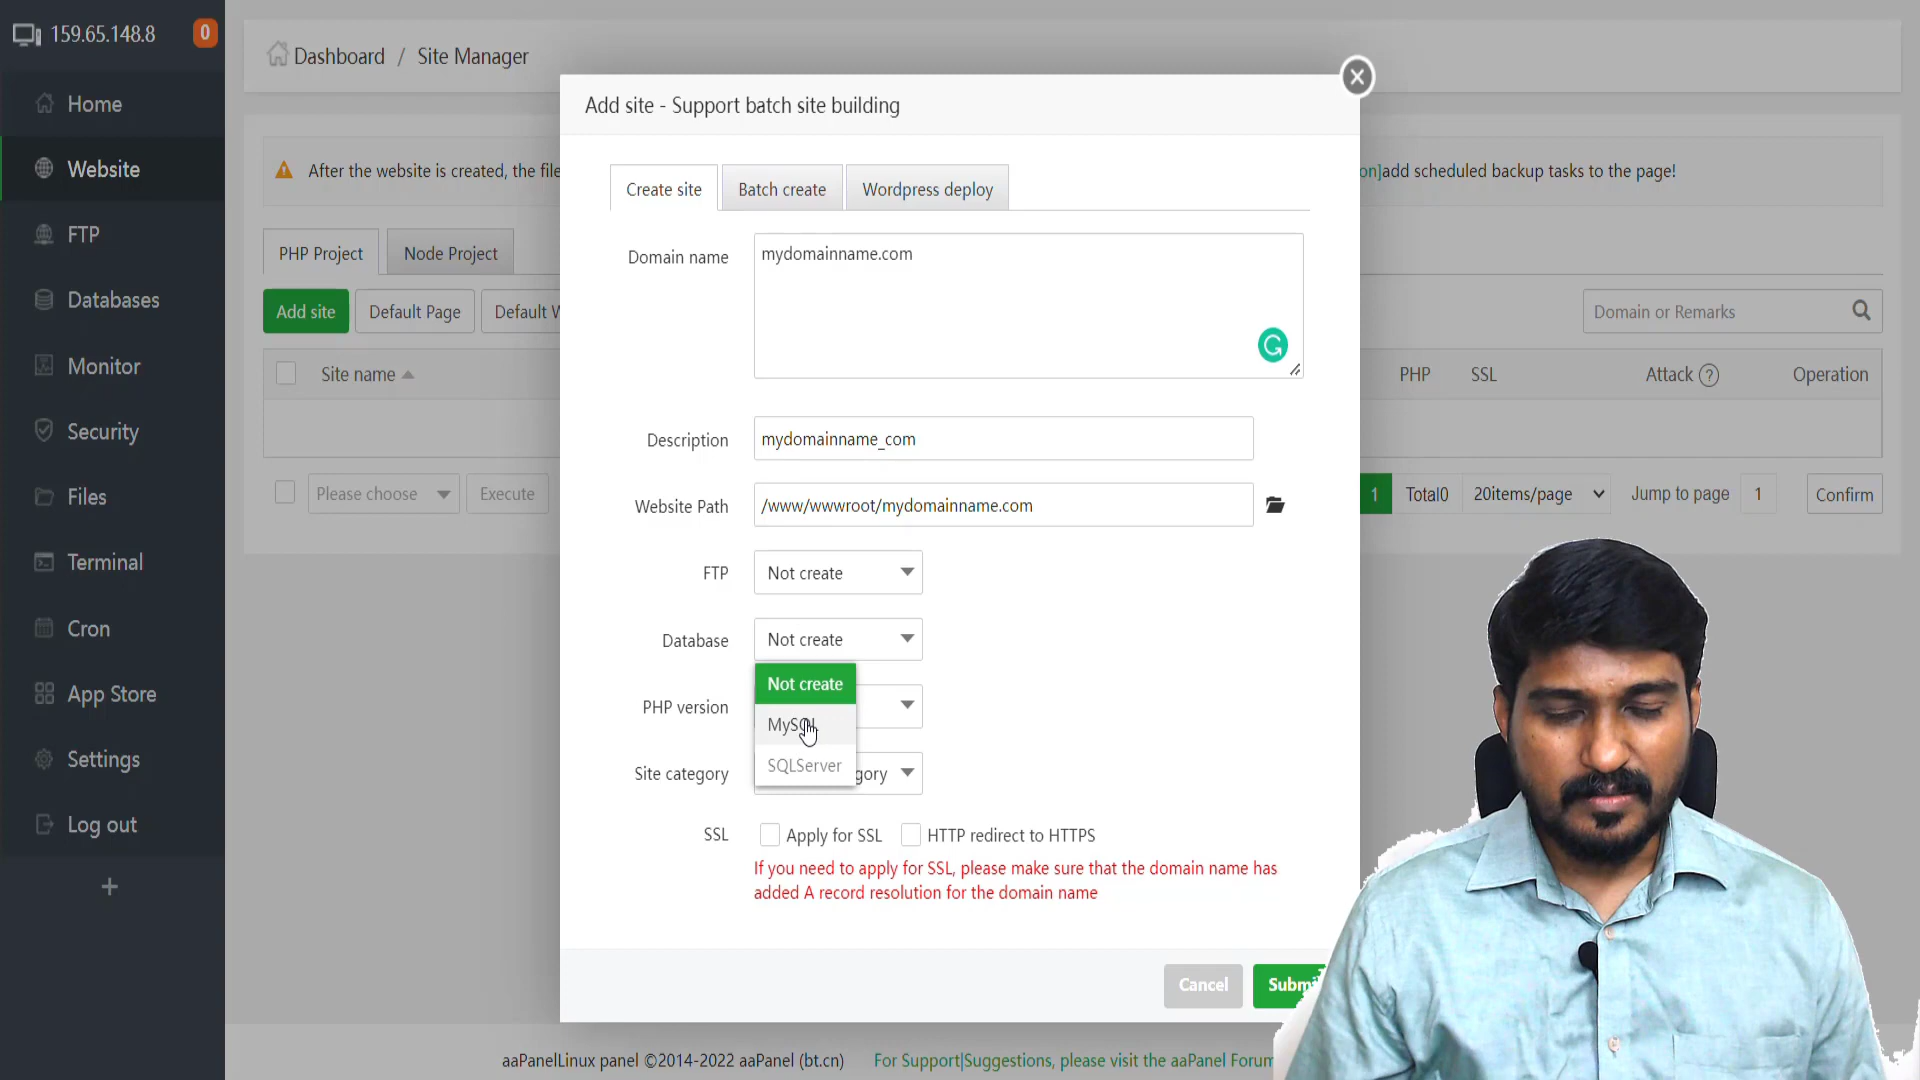 159.65.148.8
0
Home
Website
FTP
Databases
Monitor
Security
Files
Terminal
Cron
App Store
Settings
Log out
Dashboard / Site Manager
After the website is created, the file
on]add scheduled backup tasks to the page!
PHP Project
Node Project
Add site
Default Page
Default W
Domain or Remarks
Site name
PHP
SSL
Attack
?
Operation
Please choose
Execute
1
Total0
20items/page
Jump to page
1
Confirm
Add site - Support batch site building
Create site
Batch create
Wordpress deploy
Domain name
mydomainname.com
Description
mydomainname_com
Website Path
/www/wwwroot/mydomainname.com
FTP
Not create
Database
Not create
Not create
MySQL
SQLServer
PHP version
Site category
gory
SSL
Apply for SSL
HTTP redirect to HTTPS
If you need to apply for SSL, please make sure that the domain name has
added A record resolution for the domain name
Cancel
Submi
aaPanelLinux panel ©2014-2022 aaPanel (bt.cn)
For Support|Suggestions, please visit the aaPanel Forum